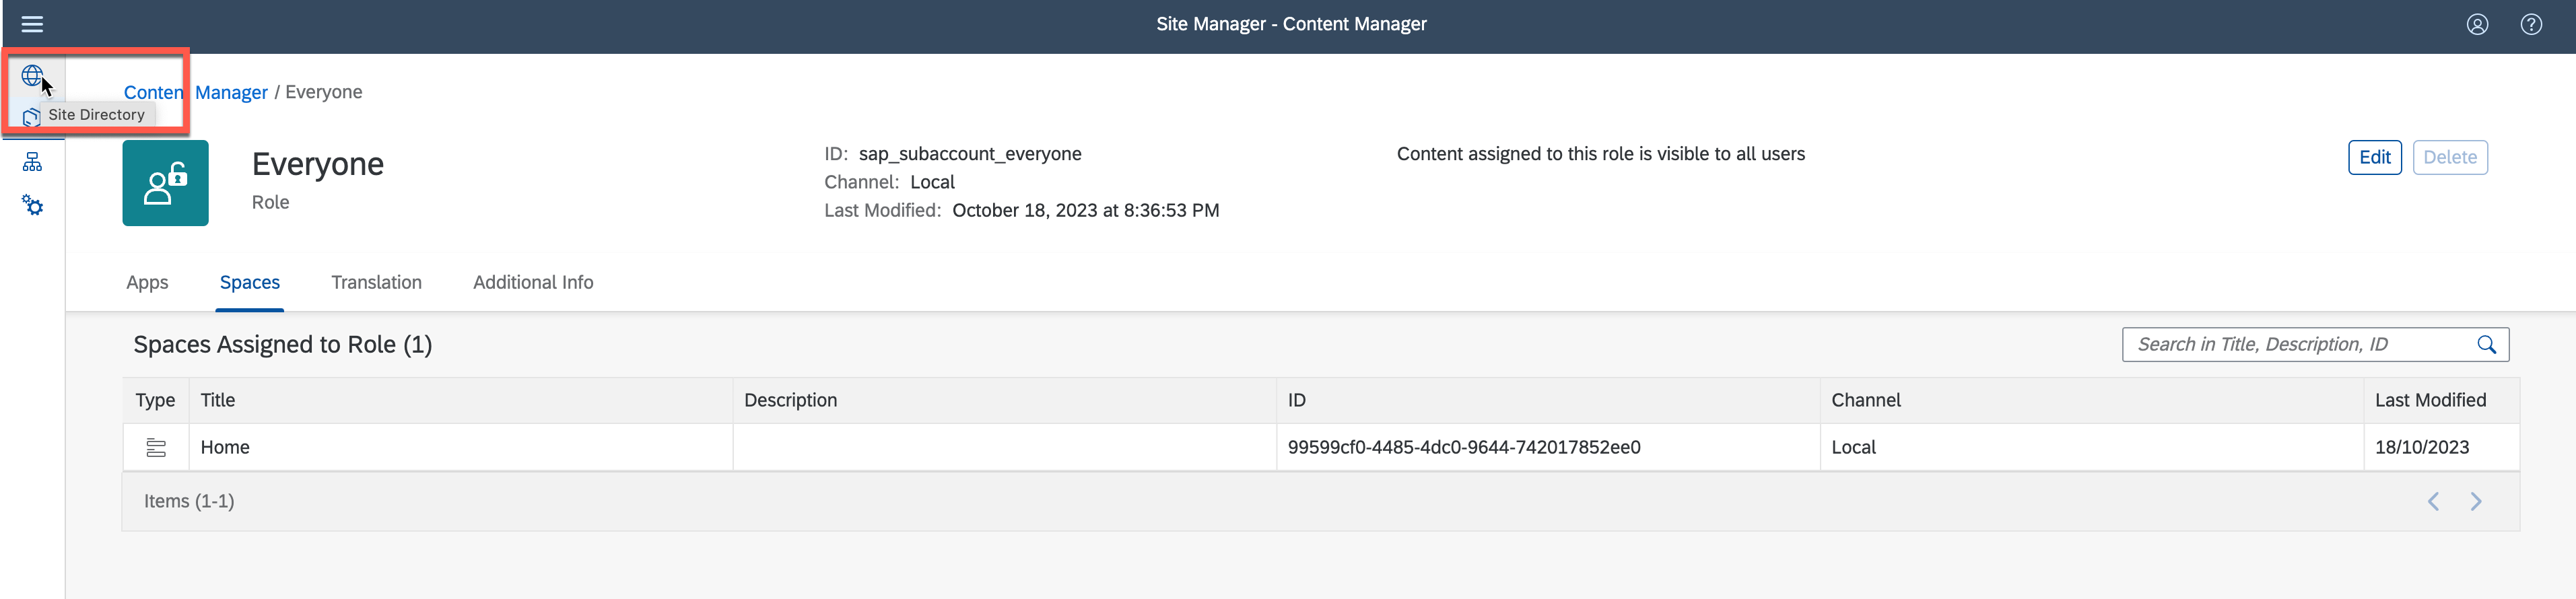 Site Manager - Content Manager
Content Manager / Everyone
Site Directory
Everyone
Role
ID: sap_subaccount_everyone
Channel: Local
Last Modified: October 18, 2023 at 8:36:53 PM
Content assigned to this role is visible to all users
Edit
Delete
Apps
Spaces
Translation
Additional Info
Spaces Assigned to Role (1)
Search in Title, Description, ID
Type
Title
Description
ID
Channel
Last Modified
Home
99599cf0-4485-4dc0-9644-742017852ee0
Local
18/10/2023
Items (1-1)